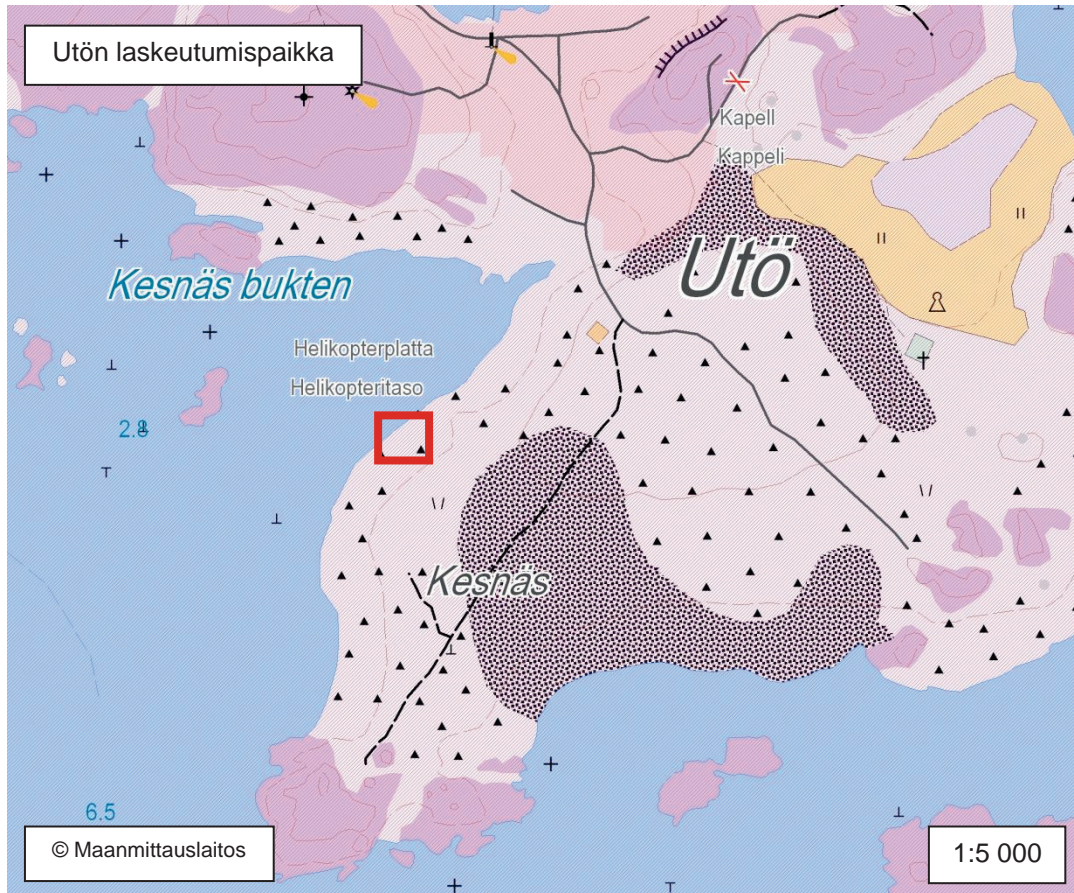 Utön laskeutumispaikka
Kapell
Kappeli
Utö
Kesnäs bukten
Helikopterplatta
Helikopteritaso
2.8
Kesnäs
6.5
© Maanmittauslaitos
1:5 000